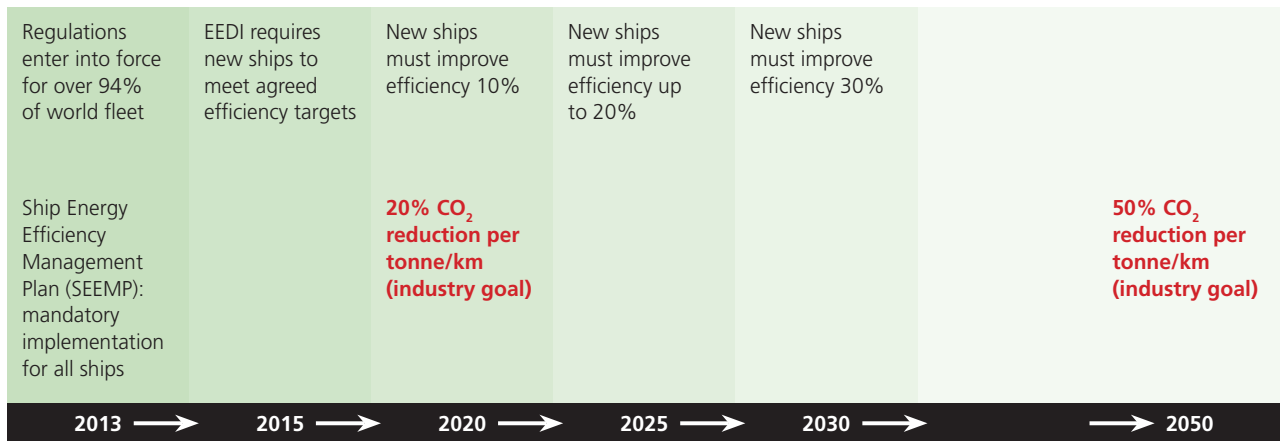 Regulations
enter into force
for over 94%
of world fleet
EEDI requires
new ships to
meet agreed
efficiency targets
New ships
must improve
efficiency 10%
New ships
must improve
efficiency up
to 20%
New ships
must improve
efficiency 30%
Ship Energy
Efficiency
Management
Plan (SEEMP):
mandatory
implementation
for all ships
20% CO₂
reduction per
tonne/km
(industry goal)
50% CO₂
reduction per
tonne/km
(industry goal)
2013 2015 2020 2025 2030 2050